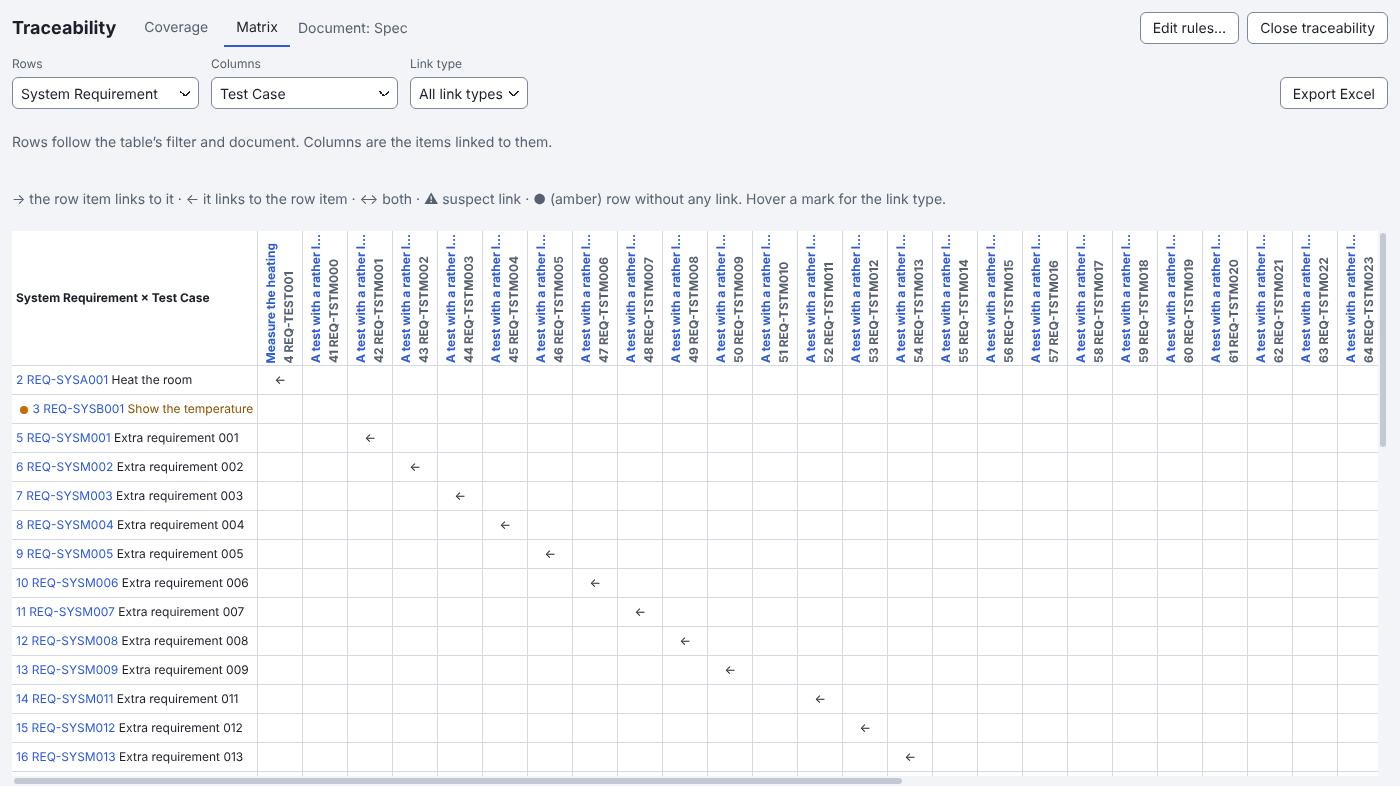 Traceability Coverage Matrix Document: Spec Edit rules... Close traceability
Rows Columns Link type
System Requirement Test Case All link types Export Excel
Rows follow the table's filter and document. Columns are the items linked to them.
→ the row item links to it · ← it links to the row item · ↔ both · ⚠ suspect link · ● (amber) row without any link. Hover a mark for the link type.
System Requirement × Test Case
Measure the heating
4 REQ-TEST001
A test with a rather l...
41 REQ-TSTM000
A test with a rather l...
42 REQ-TSTM001
A test with a rather l...
43 REQ-TSTM002
A test with a rather l...
44 REQ-TSTM003
A test with a rather l...
45 REQ-TSTM004
A test with a rather l...
46 REQ-TSTM005
A test with a rather l...
47 REQ-TSTM006
A test with a rather l...
48 REQ-TSTM007
A test with a rather l...
49 REQ-TSTM008
A test with a rather l...
50 REQ-TSTM009
A test with a rather l...
51 REQ-TSTM010
A test with a rather l...
52 REQ-TSTM011
A test with a rather l...
53 REQ-TSTM012
A test with a rather l...
54 REQ-TSTM013
A test with a rather l...
55 REQ-TSTM014
A test with a rather l...
56 REQ-TSTM015
A test with a rather l...
57 REQ-TSTM016
A test with a rather l...
58 REQ-TSTM017
A test with a rather l...
59 REQ-TSTM018
A test with a rather l...
60 REQ-TSTM019
A test with a rather l...
61 REQ-TSTM020
A test with a rather l...
62 REQ-TSTM021
A test with a rather l...
63 REQ-TSTM022
A test with a rather l...
64 REQ-TSTM023
2 REQ-SYSA001 Heat the room ←
● 3 REQ-SYSB001 Show the temperature
5 REQ-SYSM001 Extra requirement 001 ←
6 REQ-SYSM002 Extra requirement 002 ←
7 REQ-SYSM003 Extra requirement 003 ←
8 REQ-SYSM004 Extra requirement 004 ←
9 REQ-SYSM005 Extra requirement 005 ←
10 REQ-SYSM006 Extra requirement 006 ←
11 REQ-SYSM007 Extra requirement 007 ←
12 REQ-SYSM008 Extra requirement 008 ←
13 REQ-SYSM009 Extra requirement 009 ←
14 REQ-SYSM011 Extra requirement 011 ←
15 REQ-SYSM012 Extra requirement 012 ←
16 REQ-SYSM013 Extra requirement 013 ←